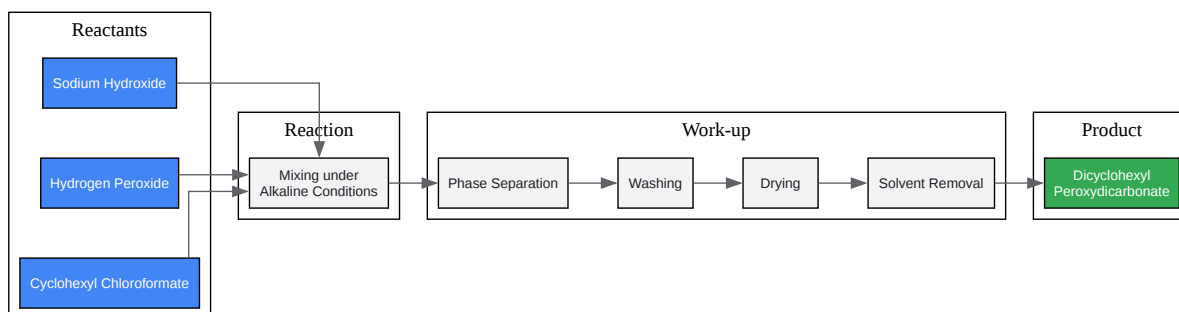 Reactants
Sodium Hydroxide
Hydrogen Peroxide
Cyclohexyl Chloroformate
Reaction
Mixing under
Alkaline Conditions
Work-up
Phase Separation
Washing
Drying
Solvent Removal
Product
Dicyclohexyl
Peroxydicarbonate